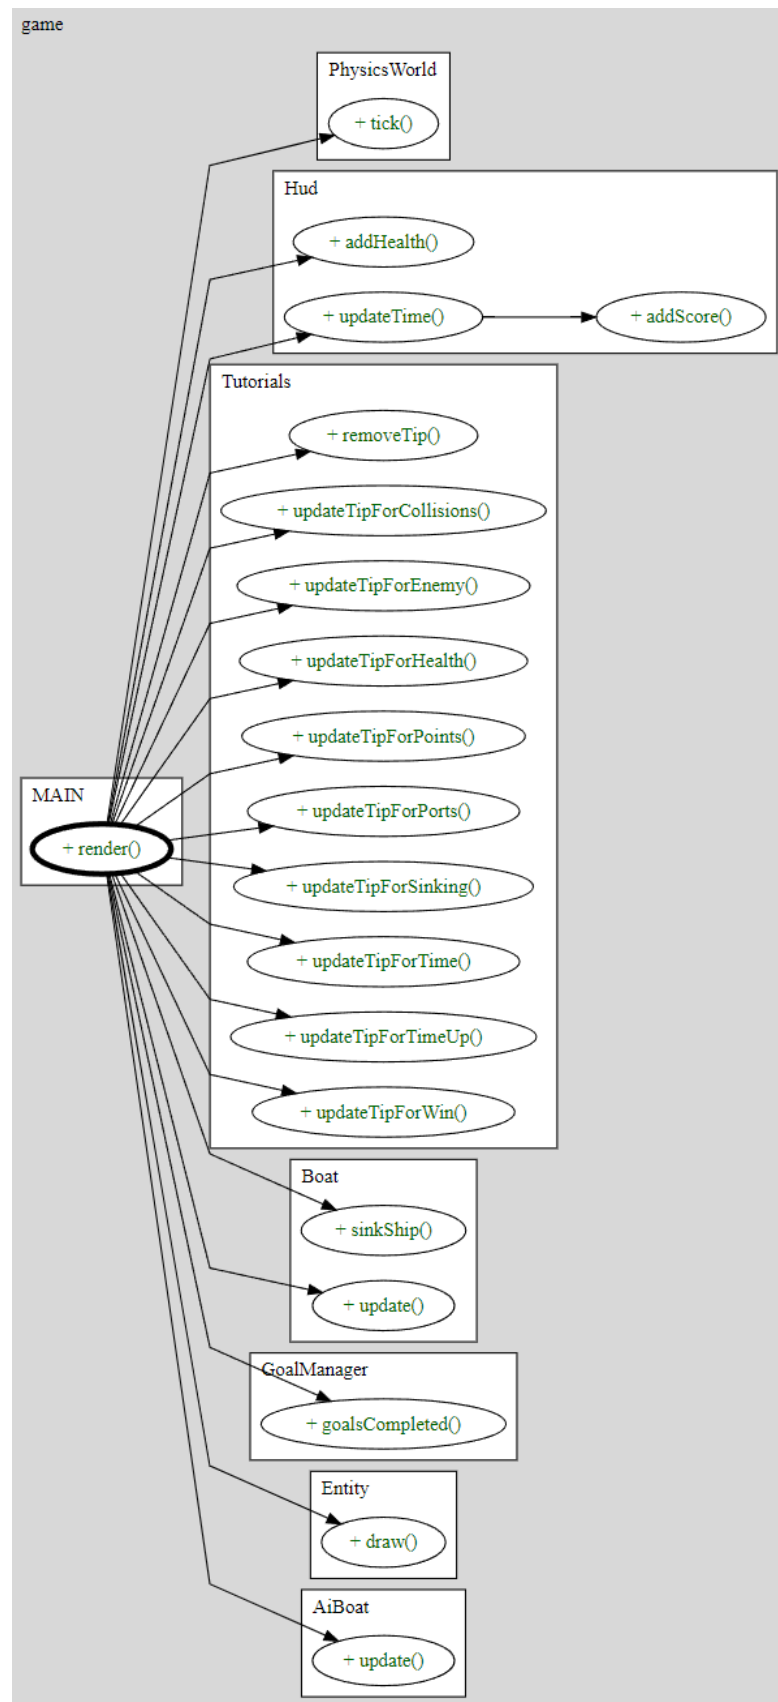 game
PhysicsWorld
+ tick()
Hud
+ addHealth()
+ updateTime()
+ addScore()
Tutorials
+ removeTip()
+ updateTipForCollisions()
+ updateTipForEnemy()
+ updateTipForHealth()
+ updateTipForPoints()
MAIN
+ render()
+ updateTipForPorts()
+ updateTipForSinking()
+ updateTipForTime()
+ updateTipForTimeUp()
+ updateTipForWin()
Boat
+ sinkShip()
+ update()
GoalManager
+ goalsCompleted()
Entity
+ draw()
AiBoat
+ update()